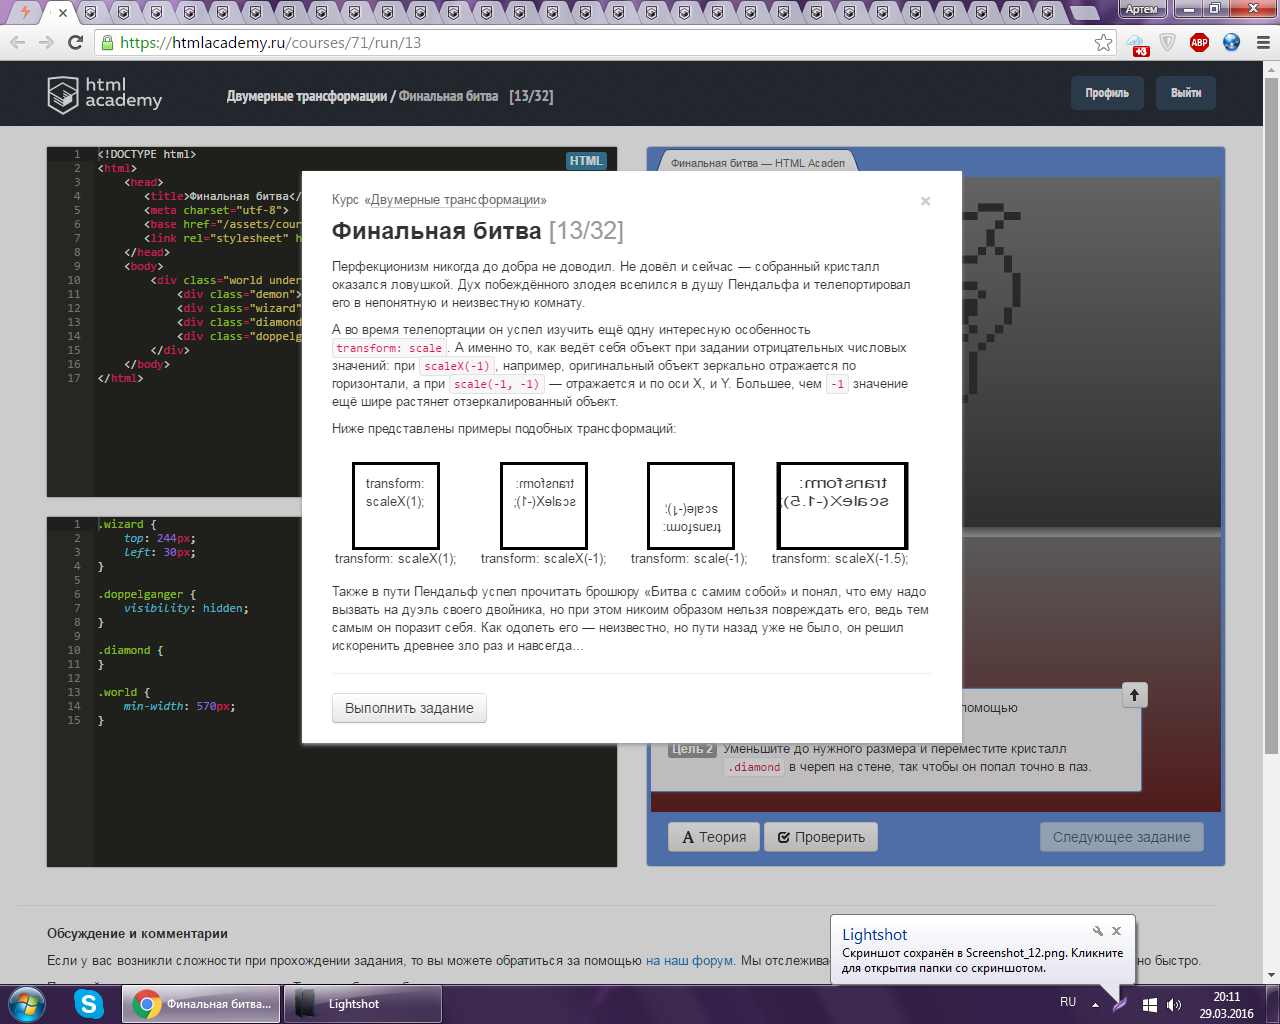 Артем
https://htmlacademy.ru/courses/71/run/13
+3
ABP
html academy
Двумерные трансформации / Финальная битва [13/32]
Профиль
Выйти
HTML
1 <!DOCTYPE html>
2 <html>
3 <head>
4 <title>Финальная битва</
5 <meta charset="utf-8">
6 <base href="/assets/cour
7 <link rel="stylesheet" h
8 </head>
9 <body>
10 <div class="world under
11 <div class="demon">
12 <div class="wizard"
13 <div class="diamond
14 <div class="doppelg
15 </div>
16 </body>
17 </html>
1 .wizard {
2 top: 244px;
3 left: 30px;
4 }
5
6 .doppelganger {
7 visibility: hidden;
8 }
9
10 .diamond {
11 }
12
13 .world {
14 min-width: 570px;
15 }
Финальная битва — HTML Academ
Курс «Двумерные трансформации»
×
Финальная битва [13/32]
Перфекционизм никогда до добра не доводил. Не довёл и сейчас — собранный кристалл
оказался ловушкой. Дух побеждённого злодея вселился в душу Пендальфа и телепортировал
его в непонятную и неизвестную комнату.
А во время телепортации он успел изучить ещё одну интересную особенность
transform: scale . А именно то, как ведёт себя объект при задании отрицательных числовых
значений: при scaleX(-1) , например, оригинальный объект зеркально отражается по
горизонтали, а при scale(-1, -1) — отражается и по оси X, и Y. Большее, чем -1 значение
ещё шире растянет отзеркалированный объект.
Ниже представлены примеры подобных трансформаций:
transform:
scaleX(1);
transform:
scaleX(-1);
transform:
scale(-1);
transform:
scaleX(-1.5);
transform: scaleX(1);
transform: scaleX(-1);
transform: scale(-1);
transform: scaleX(-1.5);
Также в пути Пендальф успел прочитать брошюру «Битва с самим собой» и понял, что ему надо
вызвать на дуэль своего двойника, но при этом никоим образом нельзя повреждать его, ведь тем
самым он поразит себя. Как одолеть его — неизвестно, но пути назад уже не было, он решил
искоренить древнее зло раз и навсегда…
Выполнить задание
помощью
Цель 2 Уменьшите до нужного размера и переместите кристалл
.diamond в череп на стене, так чтобы он попал точно в паз.
Теория
Проверить
Следующее задание
Обсуждение и комментарии
Если у вас возникли сложности при прохождении задания, то вы можете обратиться за помощью на наш форум. Мы отслежива
но быстро.
Lightshot
Скриншот сохранён в Screenshot_12.png. Кликните
для открытия папки со скриншотом.
Финальная битва...
Lightshot
RU
20:11
29.03.2016